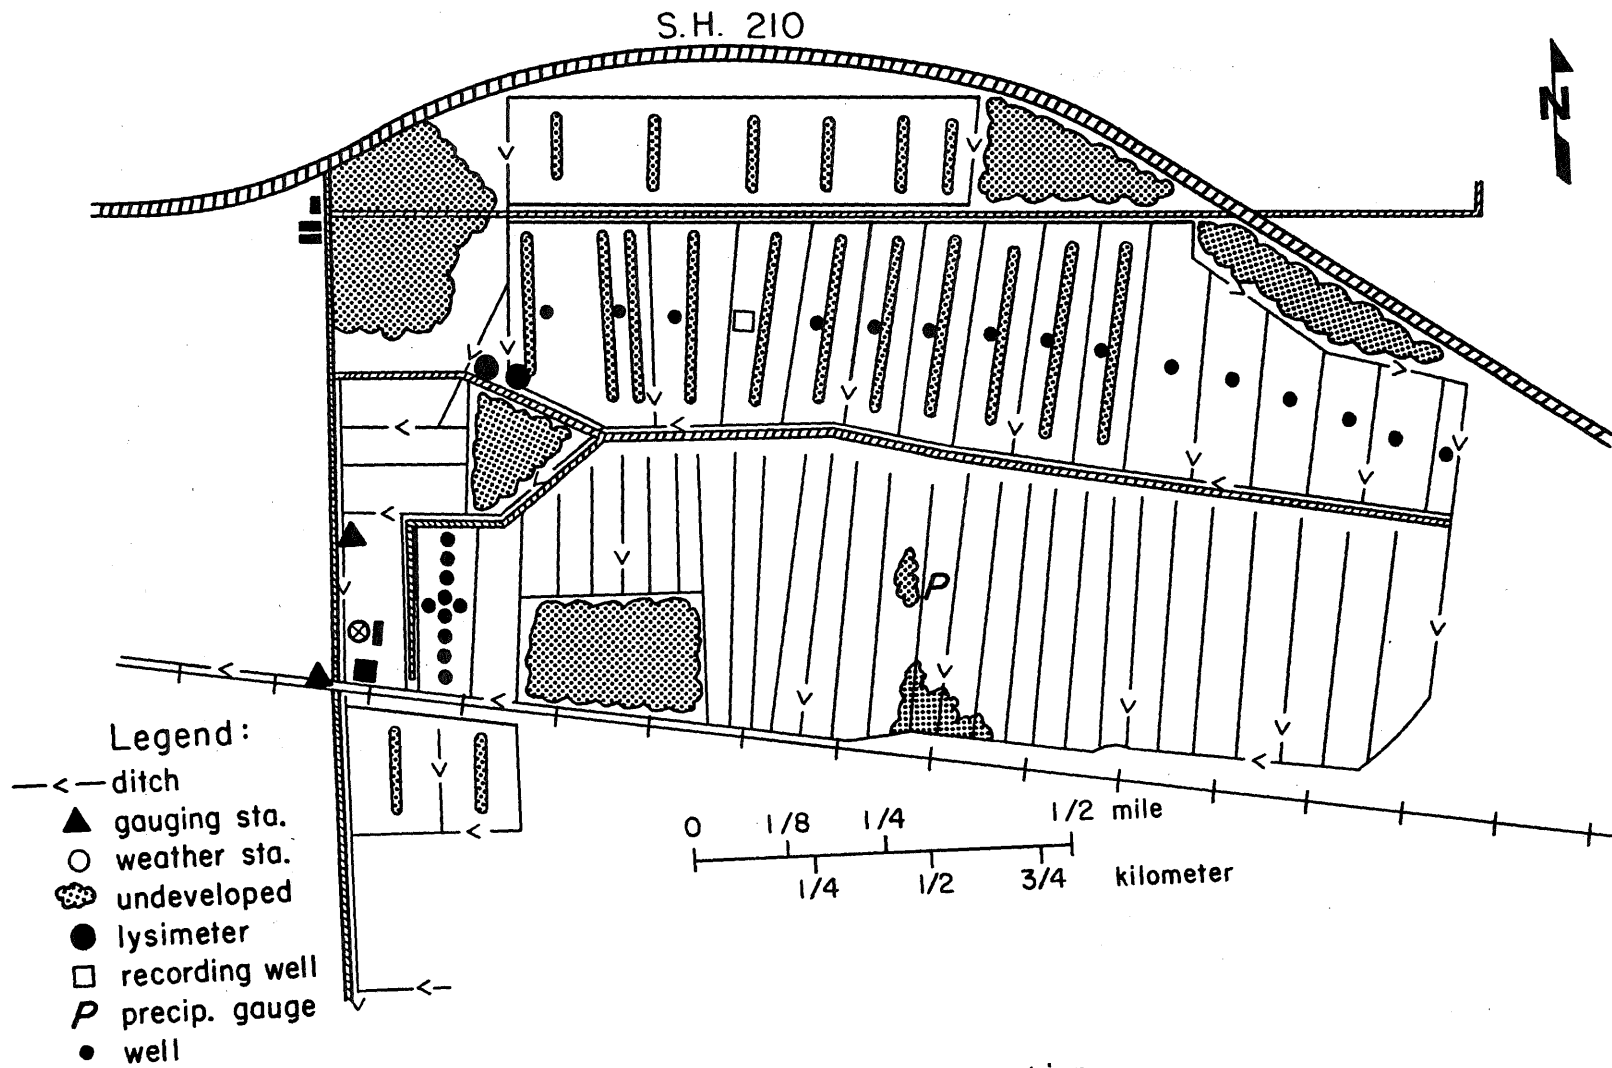 S.H. 210
N
P
Legend:
ditch
gauging sta.
weather sta.
undeveloped
lysimeter
recording well
P precip. gauge
well
0 1/8 1/4 1/2 mile
1/4 1/2 3/4 kilometer